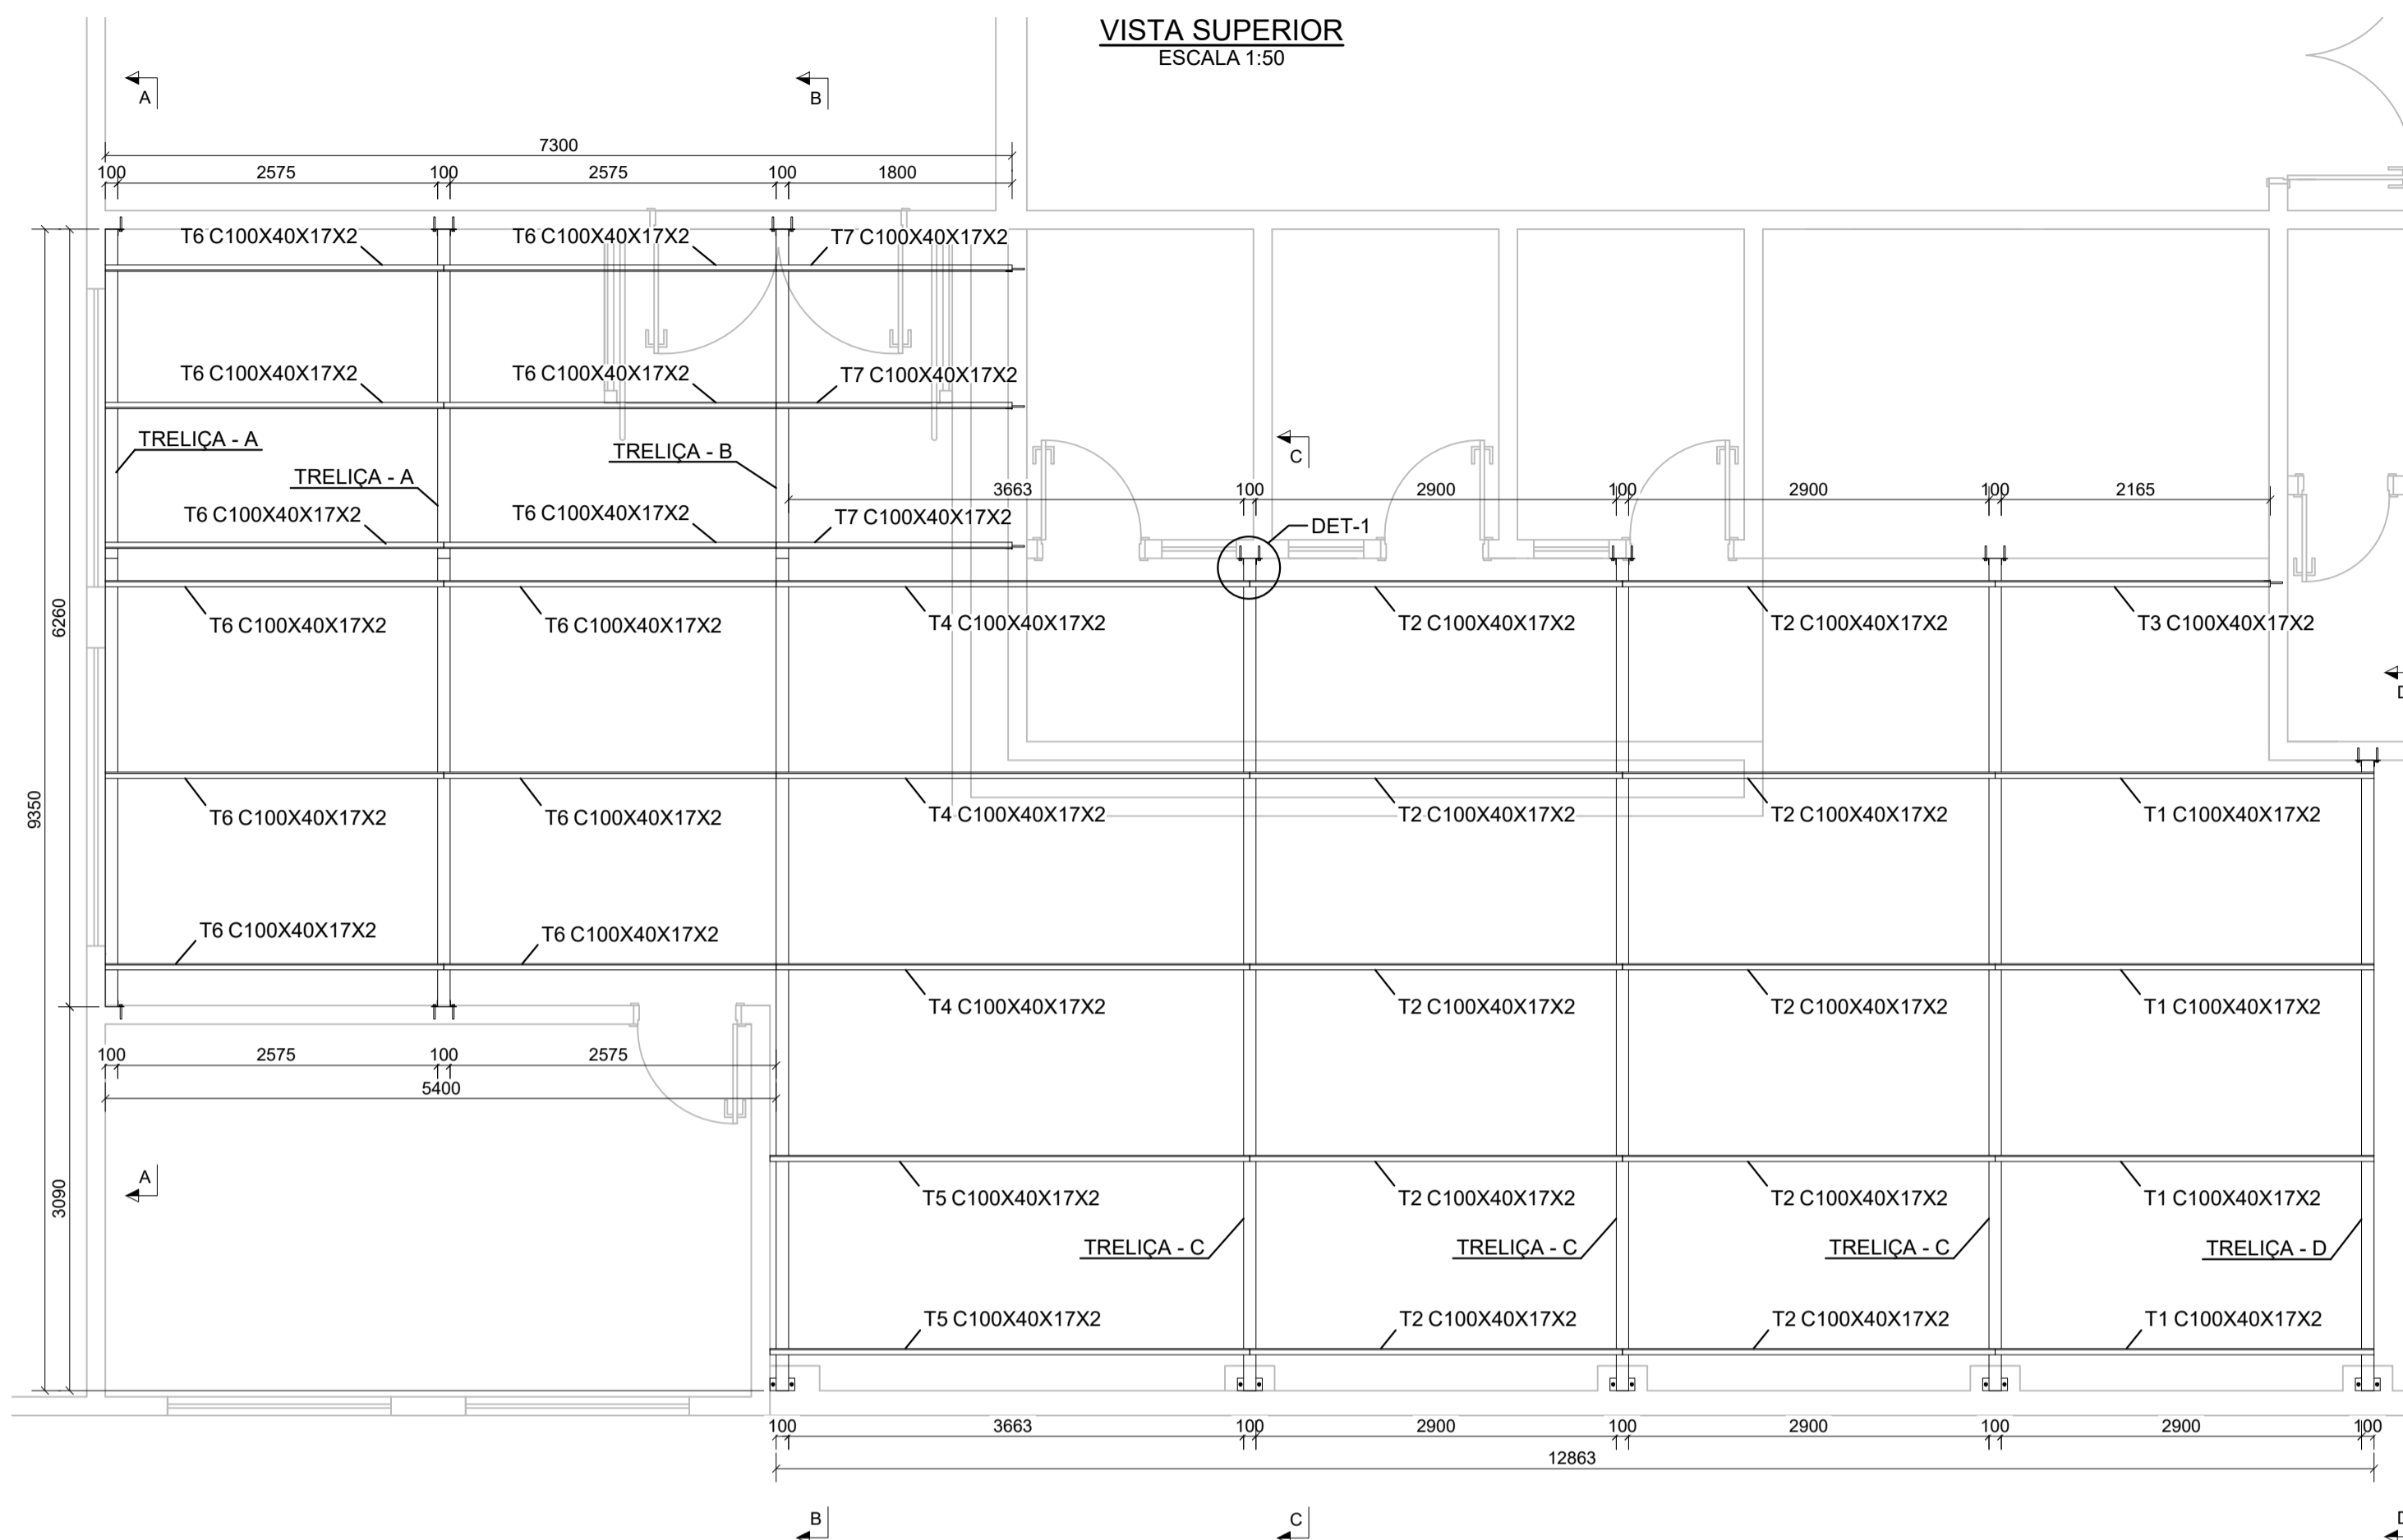 VISTA SUPERIOR
ESCALA 1:50
A
B
7300
100 2575 100 2575 100 1800
T6 C100X40X17X2 T6 C100X40X17X2 T7 C100X40X17X2
T6 C100X40X17X2 T6 C100X40X17X2 T7 C100X40X17X2
TRELIÇA - A
TRELIÇA - B
C
TRELIÇA - A
3663 100 2900 100 2900 100 2165
T6 C100X40X17X2 T6 C100X40X17X2 T7 C100X40X17X2
DET-1
6260
T6 C100X40X17X2 T6 C100X40X17X2 T4 C100X40X17X2 T2 C100X40X17X2 T2 C100X40X17X2 T3 C100X40X17X2
D
9350
T6 C100X40X17X2 T6 C100X40X17X2 T4 C100X40X17X2 T2 C100X40X17X2 T2 C100X40X17X2 T1 C100X40X17X2
T6 C100X40X17X2 T6 C100X40X17X2
T4 C100X40X17X2 T2 C100X40X17X2 T2 C100X40X17X2 T1 C100X40X17X2
100 2575 100 2575
5400
A
3090
T5 C100X40X17X2 T2 C100X40X17X2 T2 C100X40X17X2 T1 C100X40X17X2
TRELIÇA - C TRELIÇA - C TRELIÇA - C TRELIÇA - D
T5 C100X40X17X2 T2 C100X40X17X2 T2 C100X40X17X2 T1 C100X40X17X2
100 3663 100 2900 100 2900 100 2900 100
12863
B
C
D